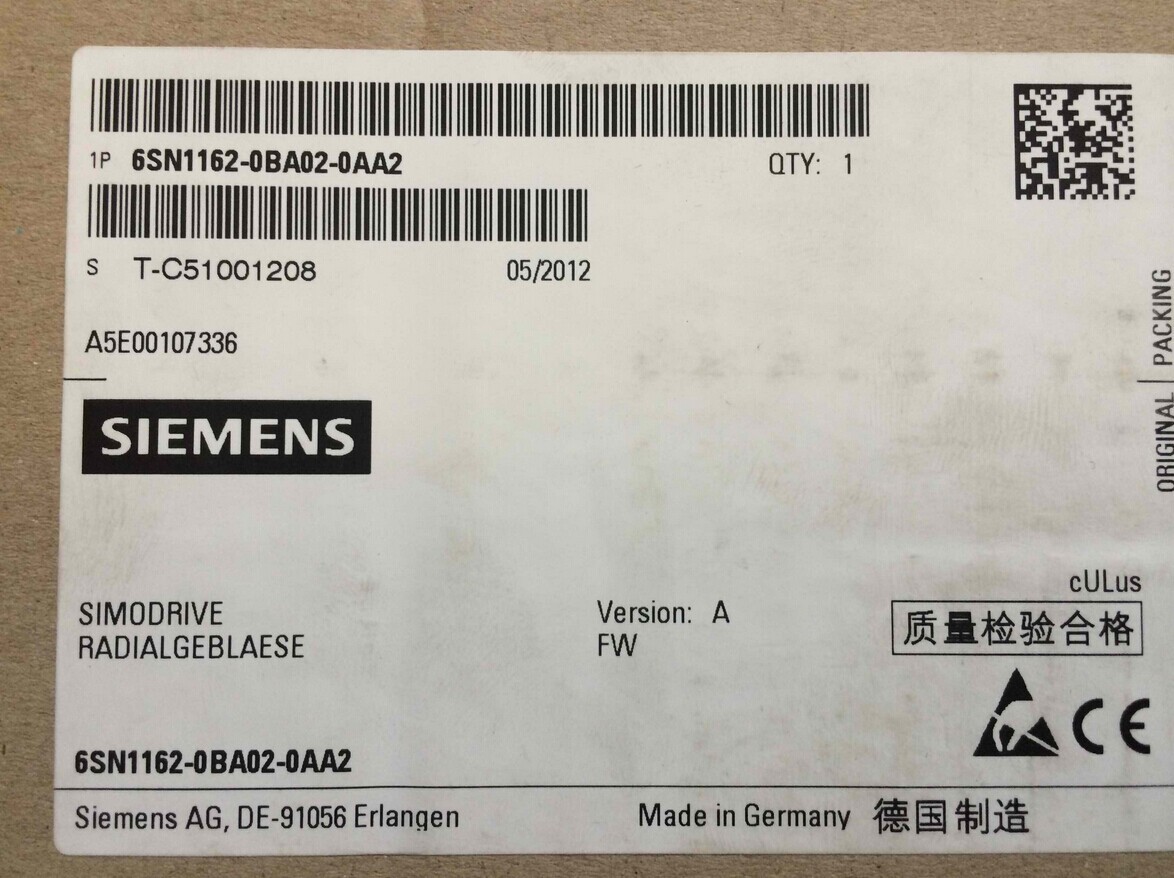 1P 6SN1162-0BA02-0AA2 QTY: 1
S T-C51001208 05/2012
A5E00107336
SIEMENS
ORIGINAL PACKING
cULus
SIMODRIVE Version: A
RADIALGEBLAESE FW
质量检验合格
CE
6SN1162-0BA02-0AA2
Siemens AG, DE-91056 Erlangen Made in Germany 德国制造